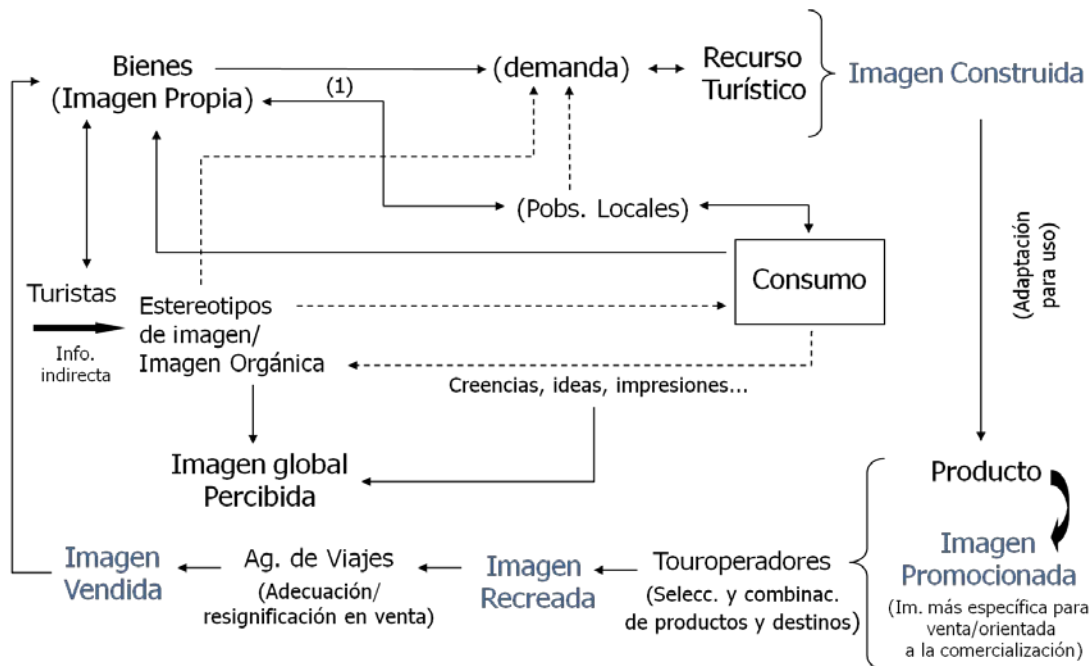 Bienes
(Imagen Propia)
(1)
(demanda)
Recurso
Turístico
Imagen Construida
(Pobs. Locales)
Consumo
(Adaptación
para uso)
Turistas
Info.
indirecta
Estereotipos
de imagen/
Imagen Orgánica
Creencias, ideas, impresiones...
Imagen global
Percibida
Producto
Imagen
Promocionada
(Im. más específica para
venta/orientada
a la comercialización)
Touroperadores
(Selecc. y combinac.
de productos y destinos)
Imagen
Recreada
Ag. de Viajes
(Adecuación/
resignificación en venta)
Imagen
Vendida